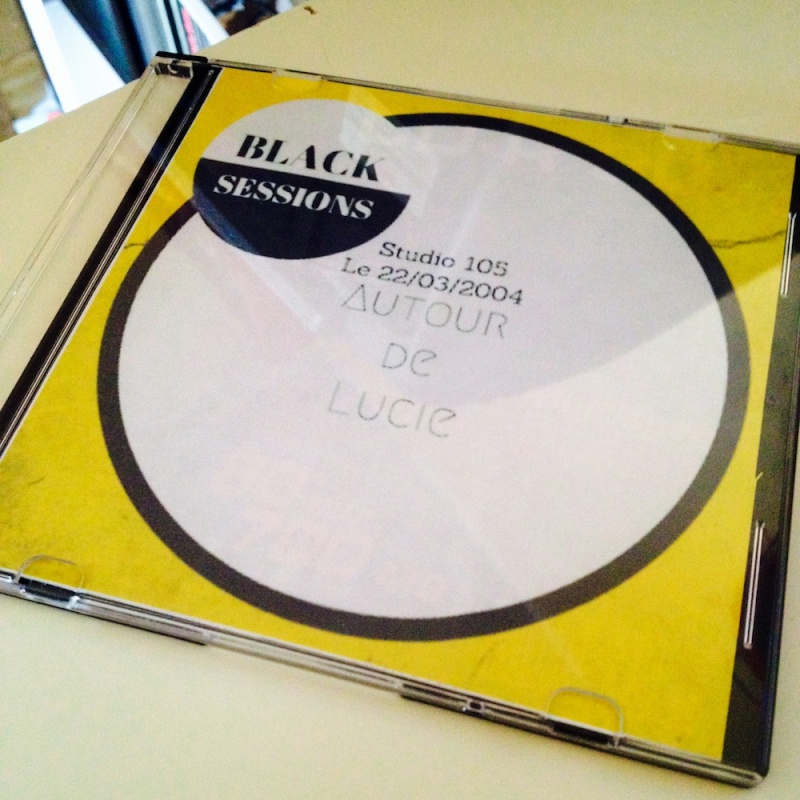 BLACK
SESSIONS
Studio 105
Le 22/03/2004
AUTOUR
De
LUCIe